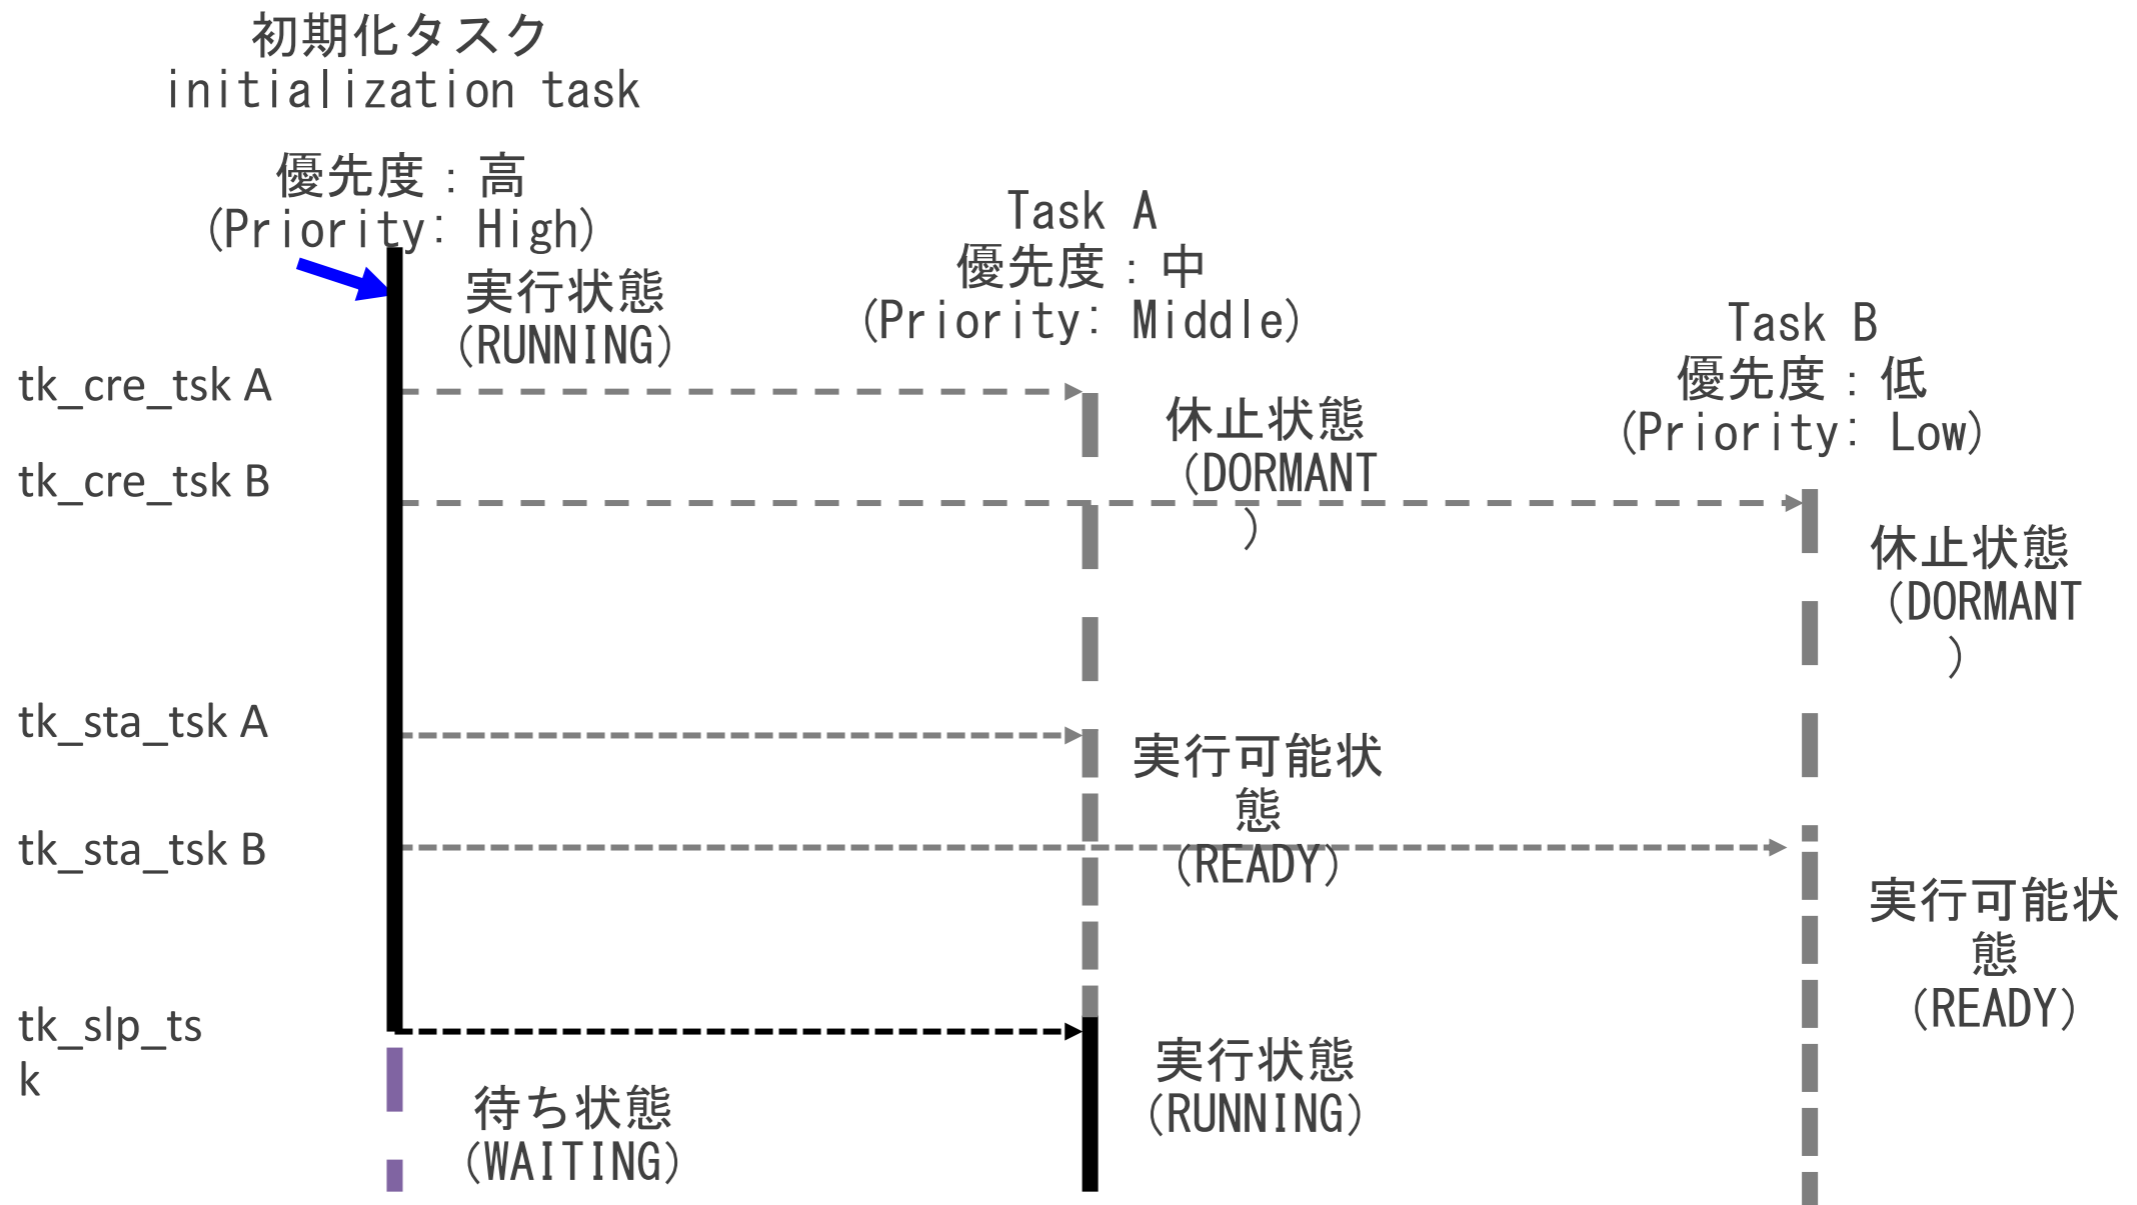 初期化タスク
initialization task
優先度：高
(Priority: High)
実行状態
(RUNNING)
Task A
優先度：中
(Priority: Middle)
Task B
優先度：低
(Priority: Low)
tk_cre_tsk A
休止状態
(DORMANT
)
tk_cre_tsk B
休止状態
(DORMANT
)
tk_sta_tsk A
実行可能状
態
(READY)
tk_sta_tsk B
実行可能状
態
(READY)
tk_slp_ts
k
待ち状態
(WAITING)
実行状態
(RUNNING)